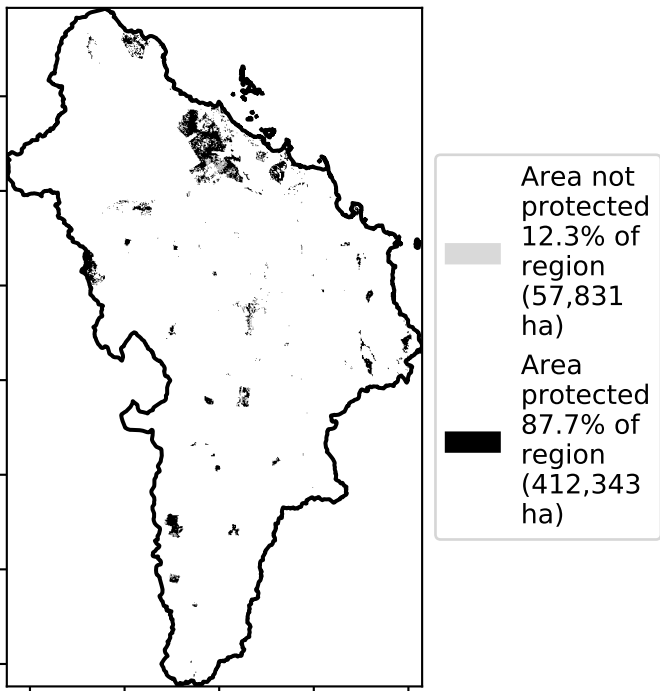 Area not
protected
12.3% of
region
(57,831
ha)
Area
protected
87.7% of
region
(412,343
ha)